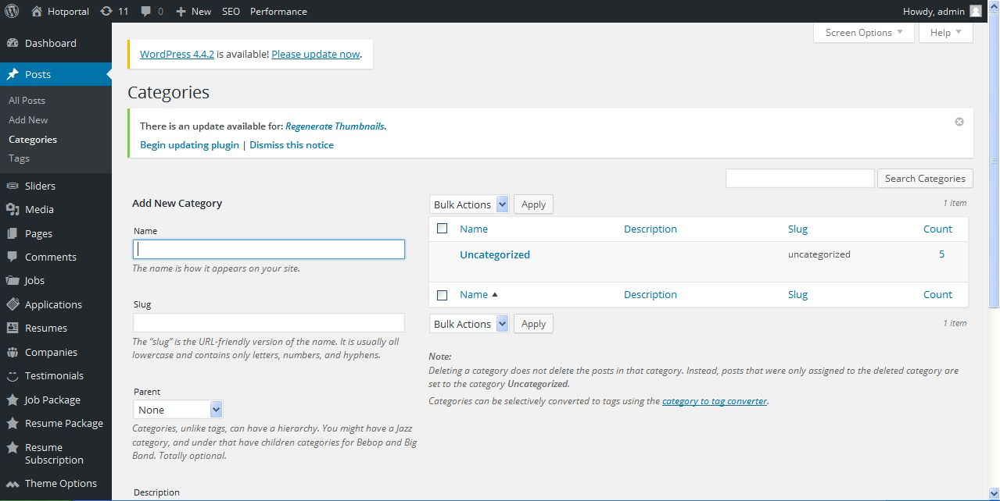 Hotportal 11 0 New SEO Performance Howdy, admin
Dashboard
Posts
All Posts
Add New
Categories
Tags
Sliders
Media
Pages
Comments
Jobs
Applications
Resumes
Companies
Testimonials
Job Package
Resume Package
Resume
Subscription
Theme Options
Screen Options Help
WordPress 4.4.2 is available! Please update now.
Categories
There is an update available for: Regenerate Thumbnails.
Begin updating plugin | Dismiss this notice
Search Categories
Add New Category
Name
The name is how it appears on your site.
Slug
The “slug” is the URL-friendly version of the name. It is usually all
lowercase and contains only letters, numbers, and hyphens.
Parent
None
Categories, unlike tags, can have a hierarchy. You might have a Jazz
category, and under that have children categories for Bebop and Big
Band. Totally optional.
Description
Bulk Actions Apply 1 item
Name Description Slug Count
Uncategorized uncategorized 5
Name Description Slug Count
Bulk Actions Apply 1 item
Note:
Deleting a category does not delete the posts in that category. Instead, posts that were only assigned to the deleted category are
set to the category Uncategorized.
Categories can be selectively converted to tags using the category to tag converter.